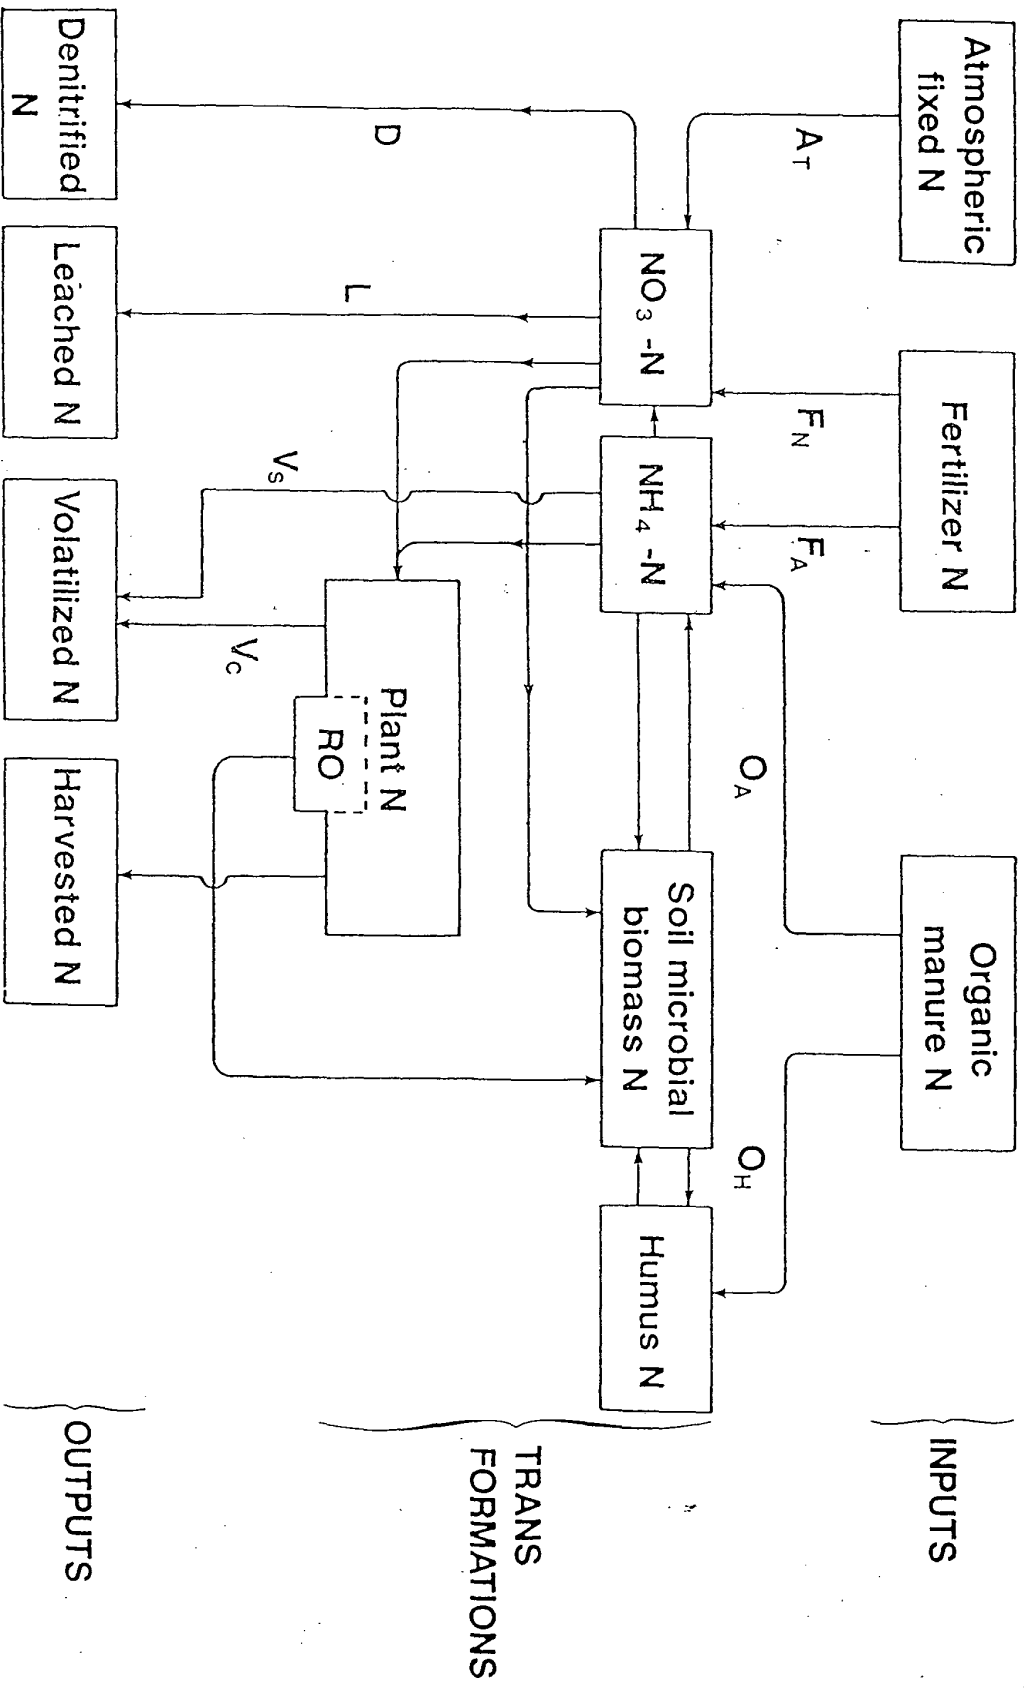 Atmospheric
fixed N
Fertilizer N
Organic
manure N
INPUTS
A_T
F_N
F_A
O_A
O_H
NO₃ -N
NH₄ -N
Soil microbial
biomass N
Humus N
TRANS
FORMATIONS
Plant N
RO
D
L
V_S
V_C
Denitrified
N
Leached N
Volatilized N
Harvested N
OUTPUTS